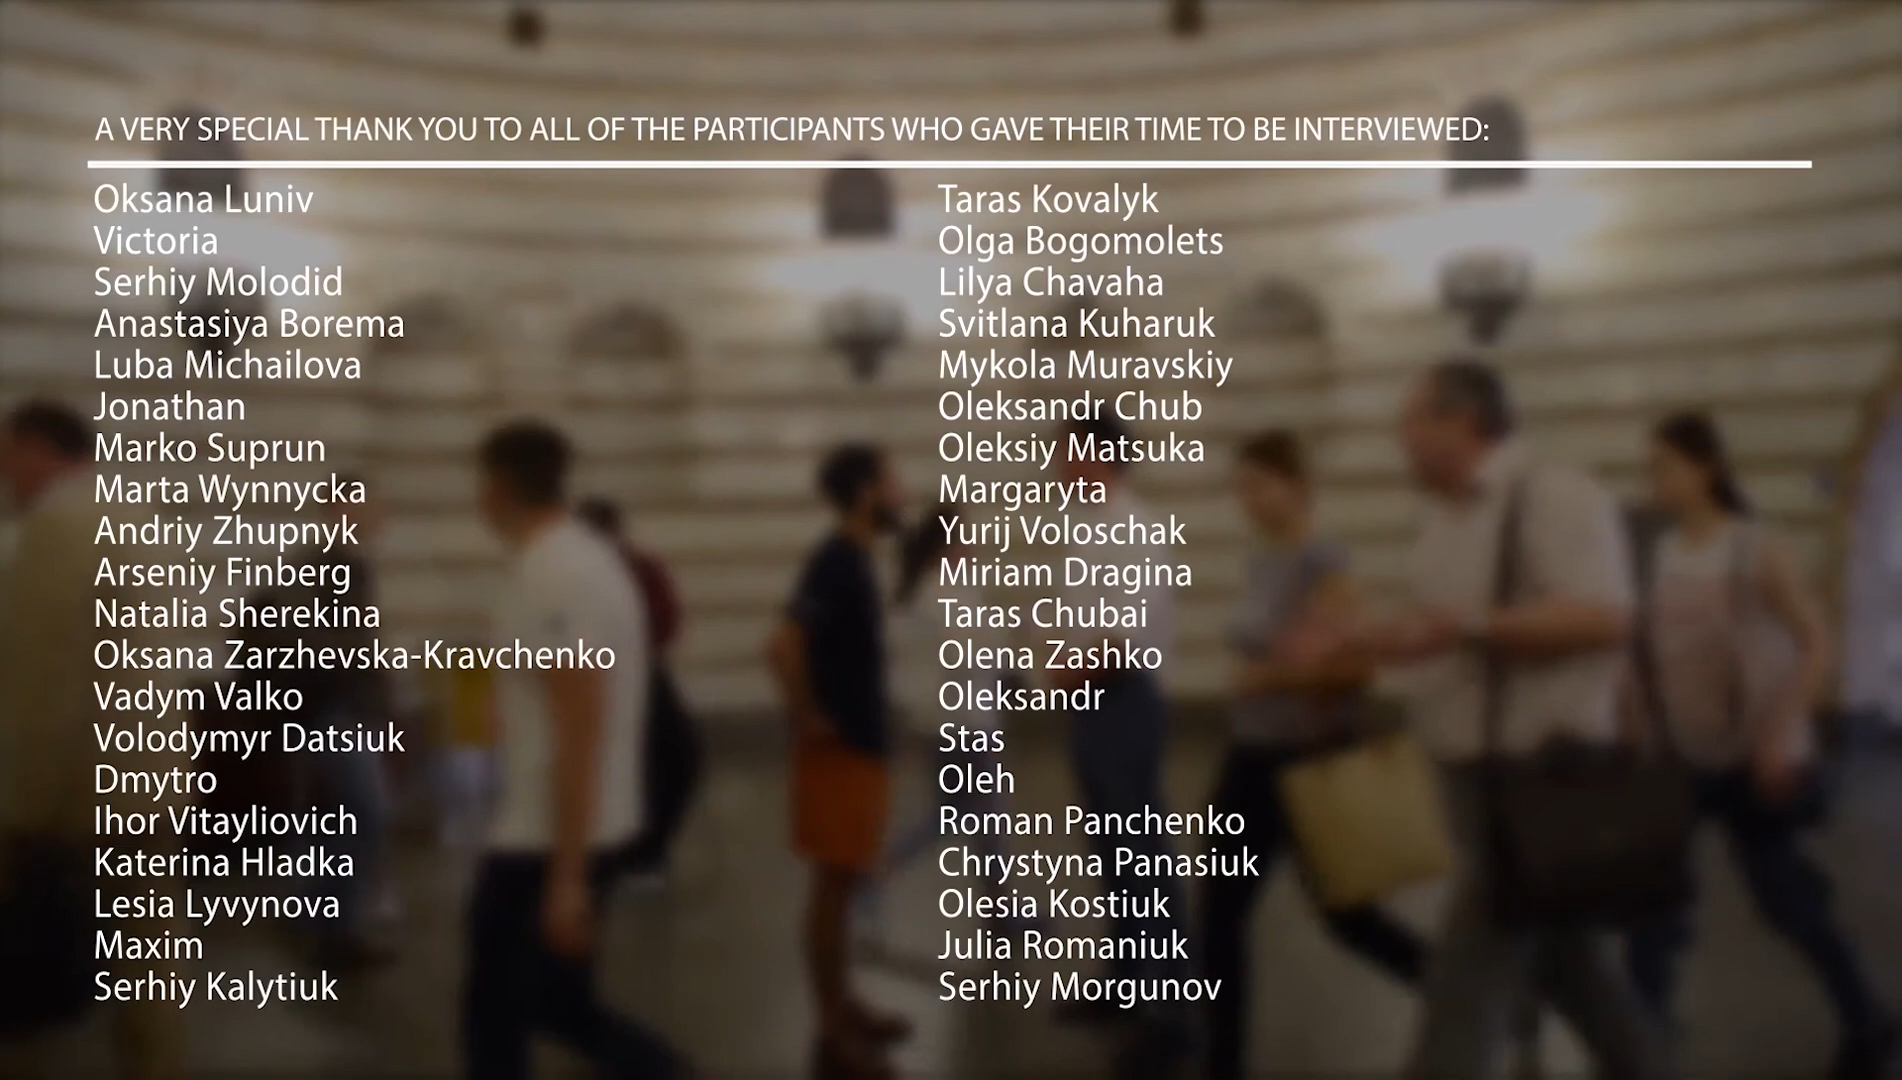 A VERY SPECIAL THANK YOU TO ALL OF THE PARTICIPANTS WHO GAVE THEIR TIME TO BE INTERVIEWED:
Oksana Luniv
Victoria
Serhiy Molodid
Anastasiya Borema
Luba Michailova
Jonathan
Marko Suprun
Marta Wynnycka
Andriy Zhupnyk
Arseniy Finberg
Natalia Sherekina
Oksana Zarzhevska-Kravchenko
Vadym Valko
Volodymyr Datsiuk
Dmytro
Ihor Vitayliovich
Katerina Hladka
Lesia Lyvynova
Maxim
Serhiy Kalytiuk
Taras Kovalyk
Olga Bogomolets
Lilya Chavaha
Svitlana Kuharuk
Mykola Muravskiy
Oleksandr Chub
Oleksiy Matsuka
Margaryta
Yurij Voloschak
Miriam Dragina
Taras Chubai
Olena Zashko
Oleksandr
Stas
Oleh
Roman Panchenko
Chrystyna Panasiuk
Olesia Kostiuk
Julia Romaniuk
Serhiy Morgunov